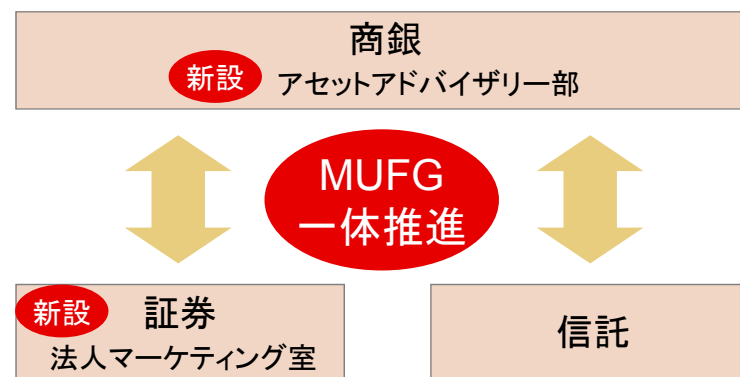 商銀
新設 アセットアドバイザリー部
MUFG
一体推進
新設 証券
法人マーケティング室
信託